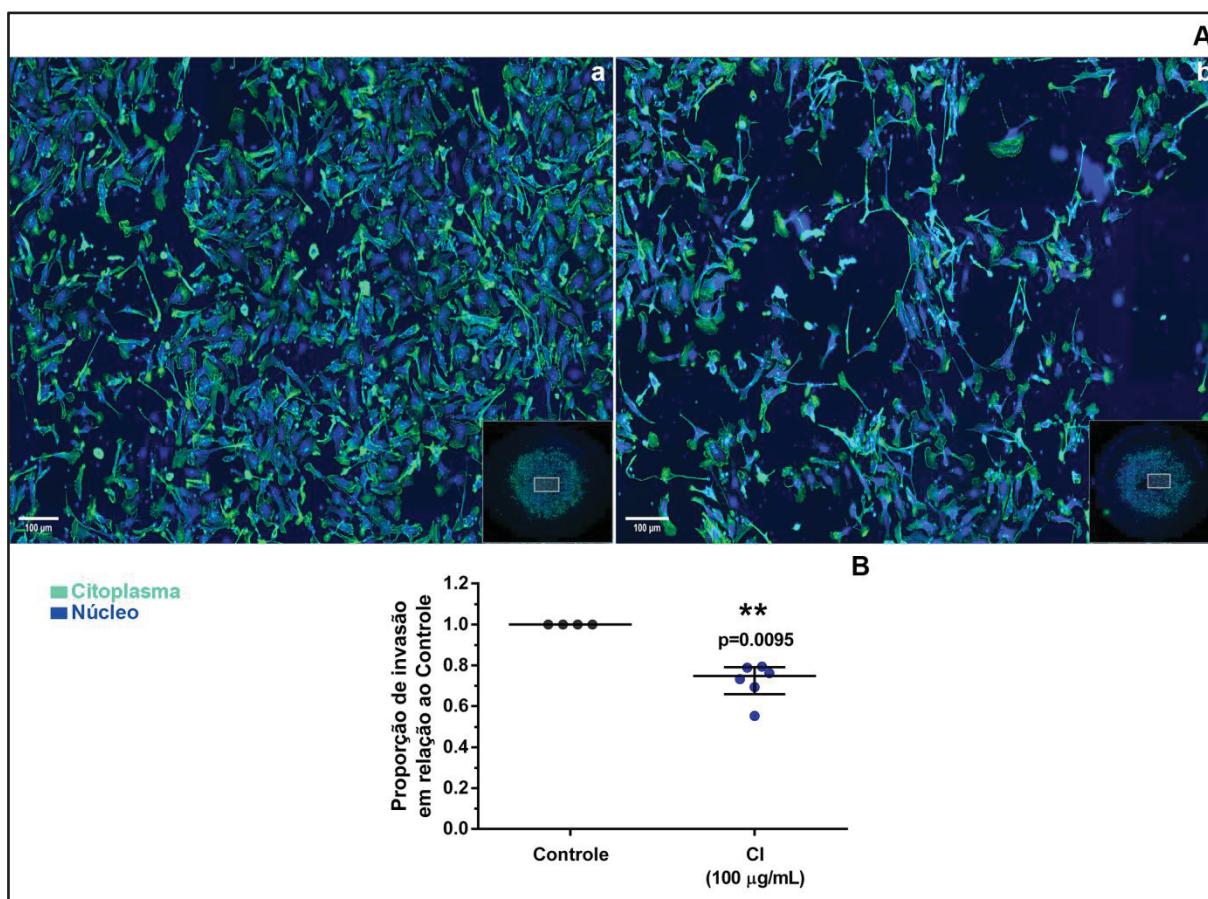 A
a
b
100 µm
100 µm
Citoplasma
Núcleo
B
Proporção de invasão
em relação ao Controle
1.2
1.0
0.8
0.6
0.4
0.2
0.0
**
p=0.0095
Controle
CI
(100 µg/mL)